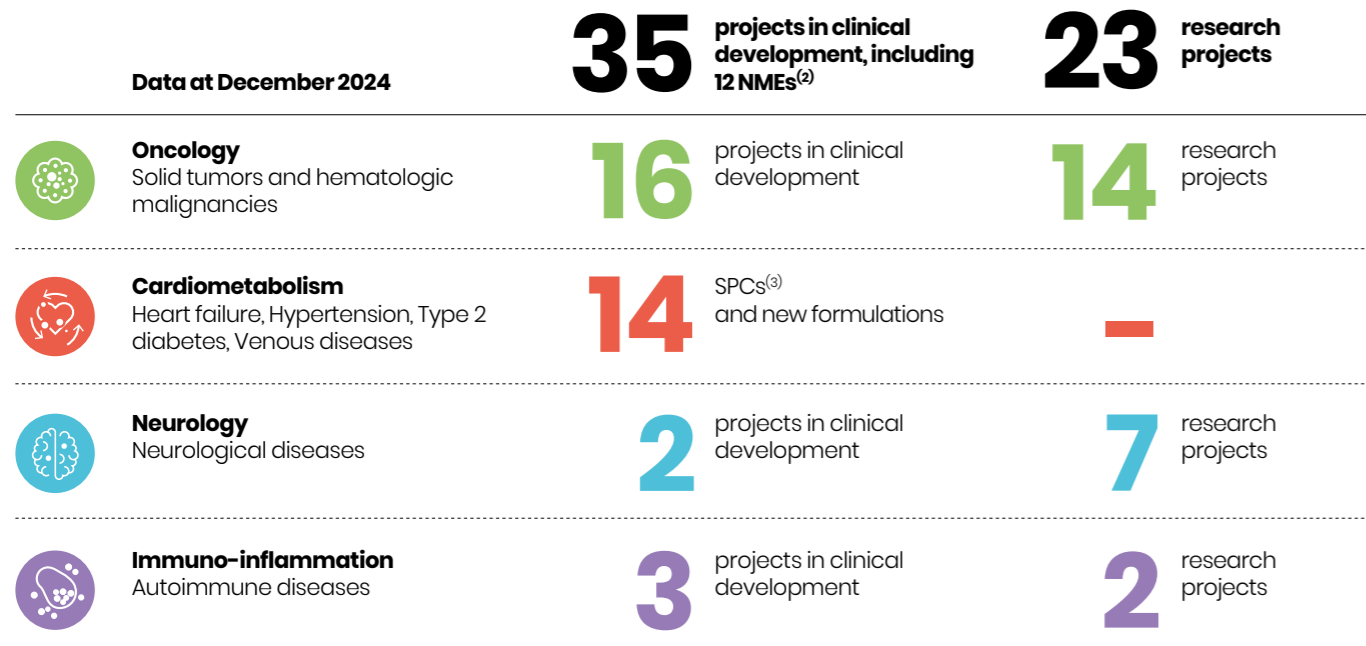 Data at December 2024
35
projects in clinical
development, including
12 NMEs(2)
23
research
projects
Oncology
Solid tumors and hematologic
malignancies
16
projects in clinical
development
14
research
projects
Cardiometabolism
Heart failure, Hypertension, Type 2
diabetes, Venous diseases
14
SPCs(3)
and new formulations
–
Neurology
Neurological diseases
2
projects in clinical
development
7
research
projects
Immuno-inflammation
Autoimmune diseases
3
projects in clinical
development
2
research
projects